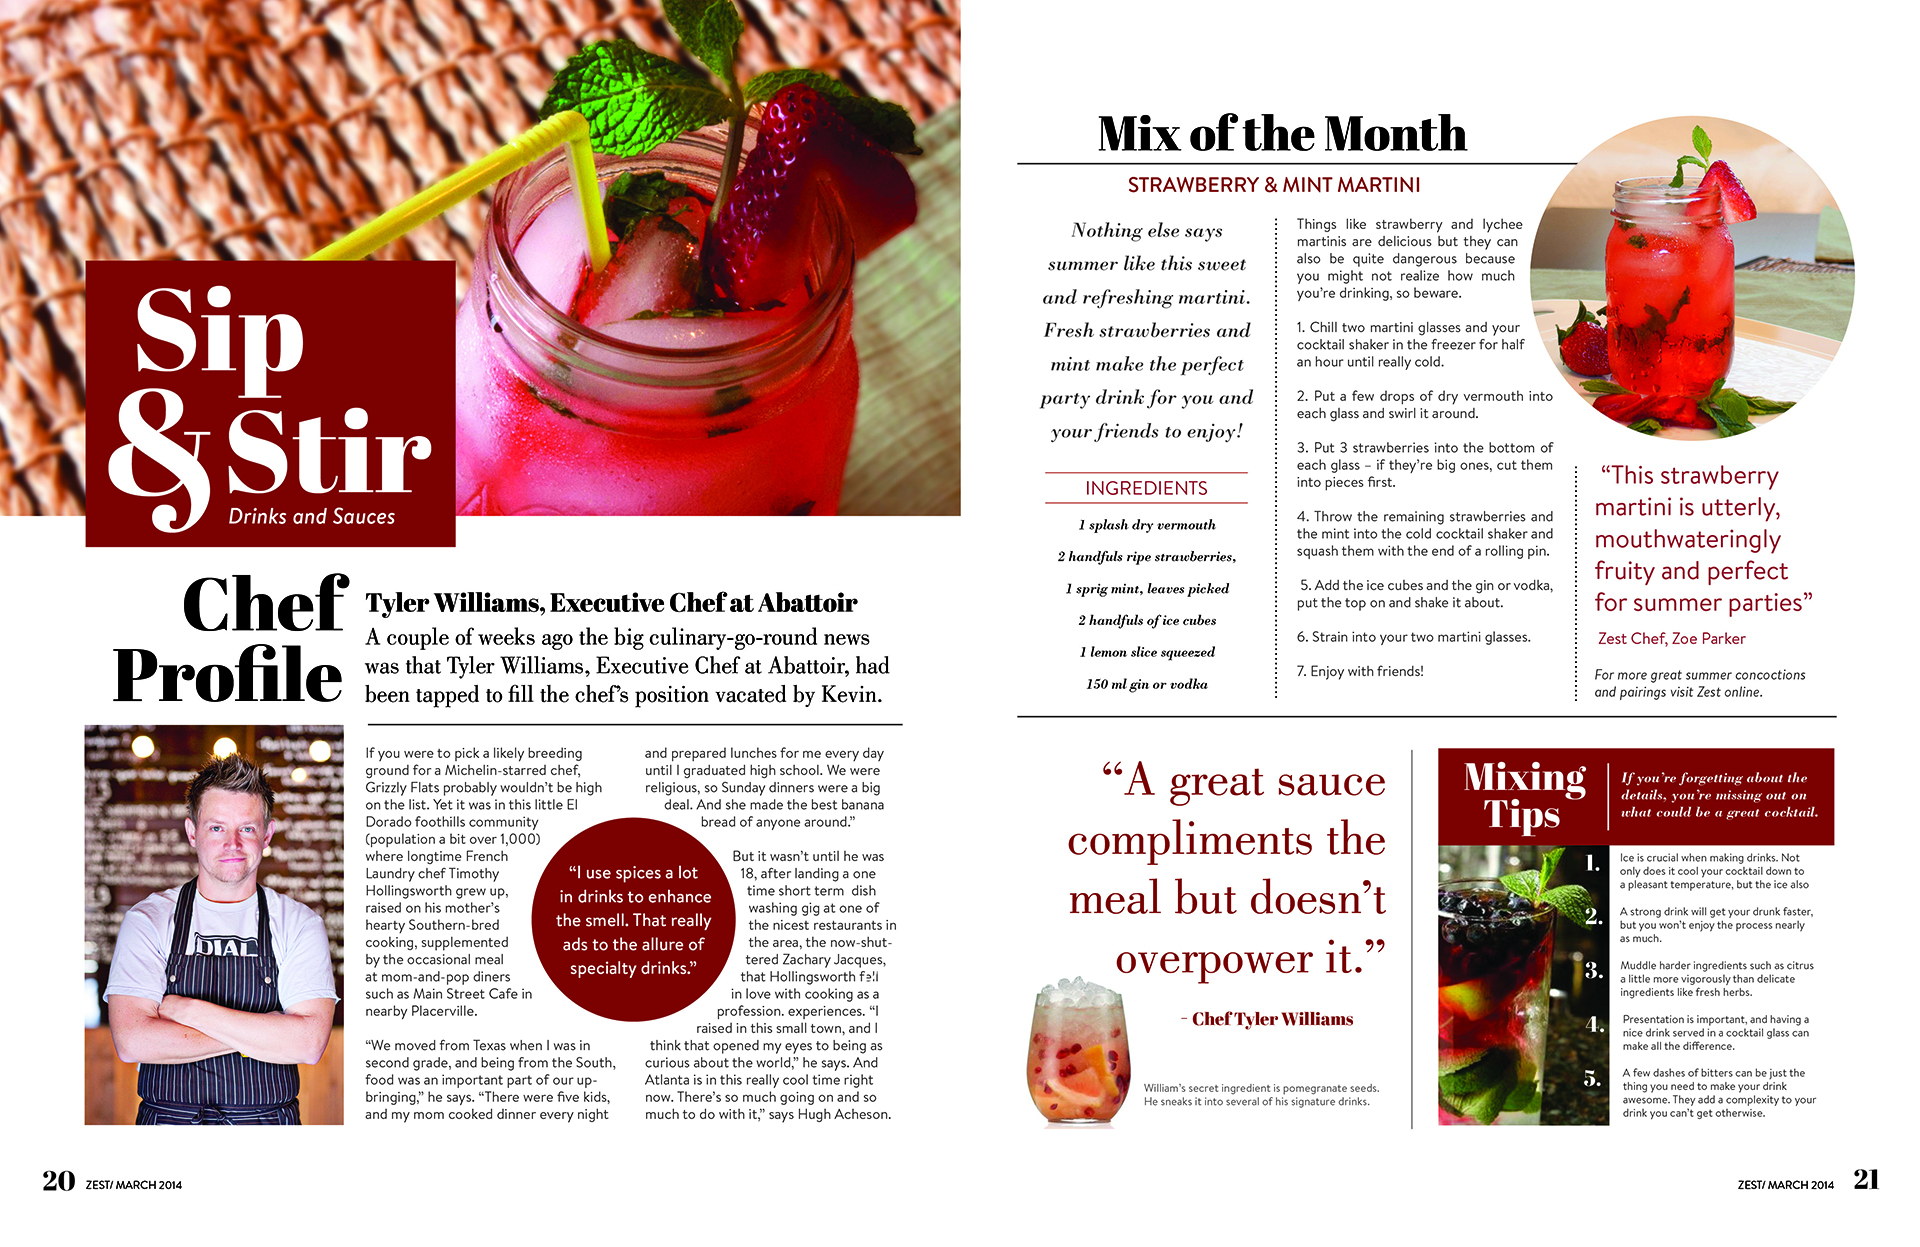 Sip
& Stir
Drinks and Sauces
Chef
Profile
Tyler Williams, Executive Chef at Abattoir
A couple of weeks ago the big culinary-go-round news
was that Tyler Williams, Executive Chef at Abattoir, had
been tapped to fill the chef's position vacated by Kevin.
DIAL
If you were to pick a likely breeding
ground for a Michelin-starred chef,
Grizzly Flats probably wouldn't be high
on the list. Yet it was in this little El
Dorado foothills community
(population a bit over 1,000)
where longtime French
Laundry chef Timothy
Hollingsworth grew up,
raised on his mother's
hearty Southern-bred
cooking, supplemented
by the occasional meal
at mom-and-pop diners
such as Main Street Cafe in
nearby Placerville.
"We moved from Texas when I was in
second grade, and being from the South,
food was an important part of our up-
bringing," he says. "There were five kids,
and my mom cooked dinner every night
"I use spices a lot
in drinks to enhance
the smell. That really
ads to the allure of
specialty drinks."
and prepared lunches for me every day
until I graduated high school. We were
religious, so Sunday dinners were a big
deal. And she made the best banana
bread of anyone around."
But it wasn't until he was
18, after landing a one
time short term dish
washing gig at one of
the nicest restaurants in
the area, the now-shut-
tered Zachary Jacques,
that Hollingsworth fell
in love with cooking as a
profession. experiences. "I
raised in this small town, and I
think that opened my eyes to being as
curious about the world," he says. And
Atlanta is in this really cool time right
now. There's so much going on and so
much to do with it," says Hugh Acheson.
20 ZEST/ MARCH 2014
Mix of the Month
STRAWBERRY & MINT MARTINI
Nothing else says
summer like this sweet
and refreshing martini.
Fresh strawberries and
mint make the perfect
party drink for you and
your friends to enjoy!
INGREDIENTS
1 splash dry vermouth
2 handfuls ripe strawberries,
1 sprig mint, leaves picked
2 handfuls of ice cubes
1 lemon slice squeezed
150 ml gin or vodka
Things like strawberry and lychee
martinis are delicious but they can
also be quite dangerous because
you might not realize how much
you're drinking, so beware.
1. Chill two martini glasses and your
cocktail shaker in the freezer for half
an hour until really cold.
2. Put a few drops of dry vermouth into
each glass and swirl it around.
3. Put 3 strawberries into the bottom of
each glass – if they're big ones, cut them
into pieces first.
4. Throw the remaining strawberries and
the mint into the cold cocktail shaker and
squash them with the end of a rolling pin.
5. Add the ice cubes and the gin or vodka,
put the top on and shake it about.
6. Strain into your two martini glasses.
7. Enjoy with friends!
"This strawberry
martini is utterly,
mouthwateringly
fruity and perfect
for summer parties"
Zest Chef, Zoe Parker
For more great summer concoctions
and pairings visit Zest online.
"A great sauce
compliments the
meal but doesn't
overpower it."
- Chef Tyler Williams
William's secret ingredient is pomegranate seeds.
He sneaks it into several of his signature drinks.
Mixing
Tips
If you're forgetting about the
details, you're missing out on
what could be a great cocktail.
1. Ice is crucial when making drinks. Not
only does it cool your cocktail down to
a pleasant temperature, but the ice also
2. A strong drink will get your drunk faster,
but you won't enjoy the process nearly
as much.
3. Muddle harder ingredients such as citrus
a little more vigorously than delicate
ingredients like fresh herbs.
4. Presentation is important, and having a
nice drink served in a cocktail glass can
make all the difference.
5. A few dashes of bitters can be just the
thing you need to make your drink
awesome. They add a complexity to your
drink you can't get otherwise.
ZEST/ MARCH 2014 21